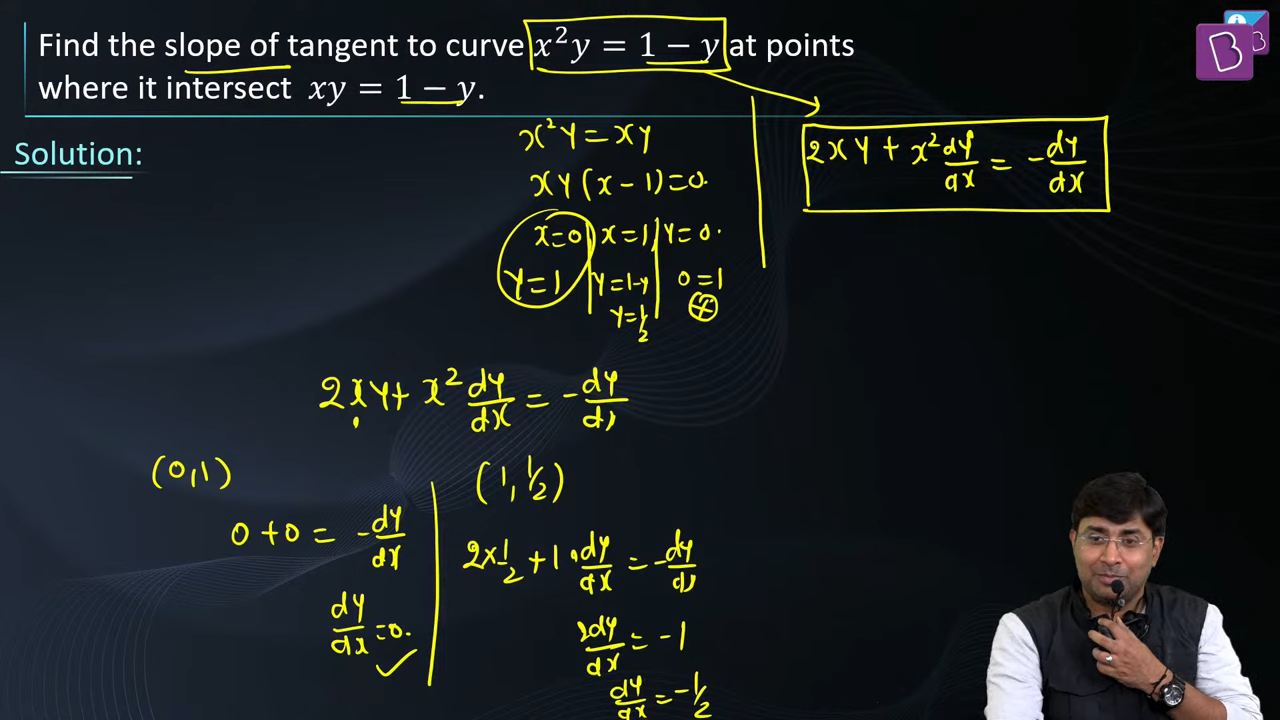 Find the slope of tangent to curve x²y = 1 − y at points
where it intersect xy = 1 − y.
Solution:
x²y = xy
xy(x − 1) = 0.
x=0 | x=1 | y=0.
y=1 | y=1−y | 0=1
y=1/2
2xy + x² dy/dx = −dy/dx
2xy + x² dy/dx = −dy/dx
(0,1)
0 + 0 = −dy/dx
dy/dx = 0.
(1, 1/2)
2×1/2 + 1·dy/dx = −dy/dx
2dy/dx = −1
dy/dx = −1/2
B